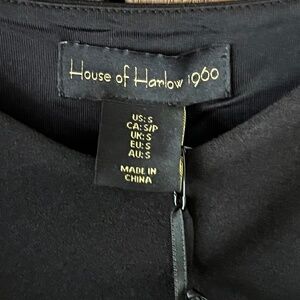 House of Harlow 1960
US: S
CA: S/P
UK: S
EU: S
AU: S
MADE IN
CHINA